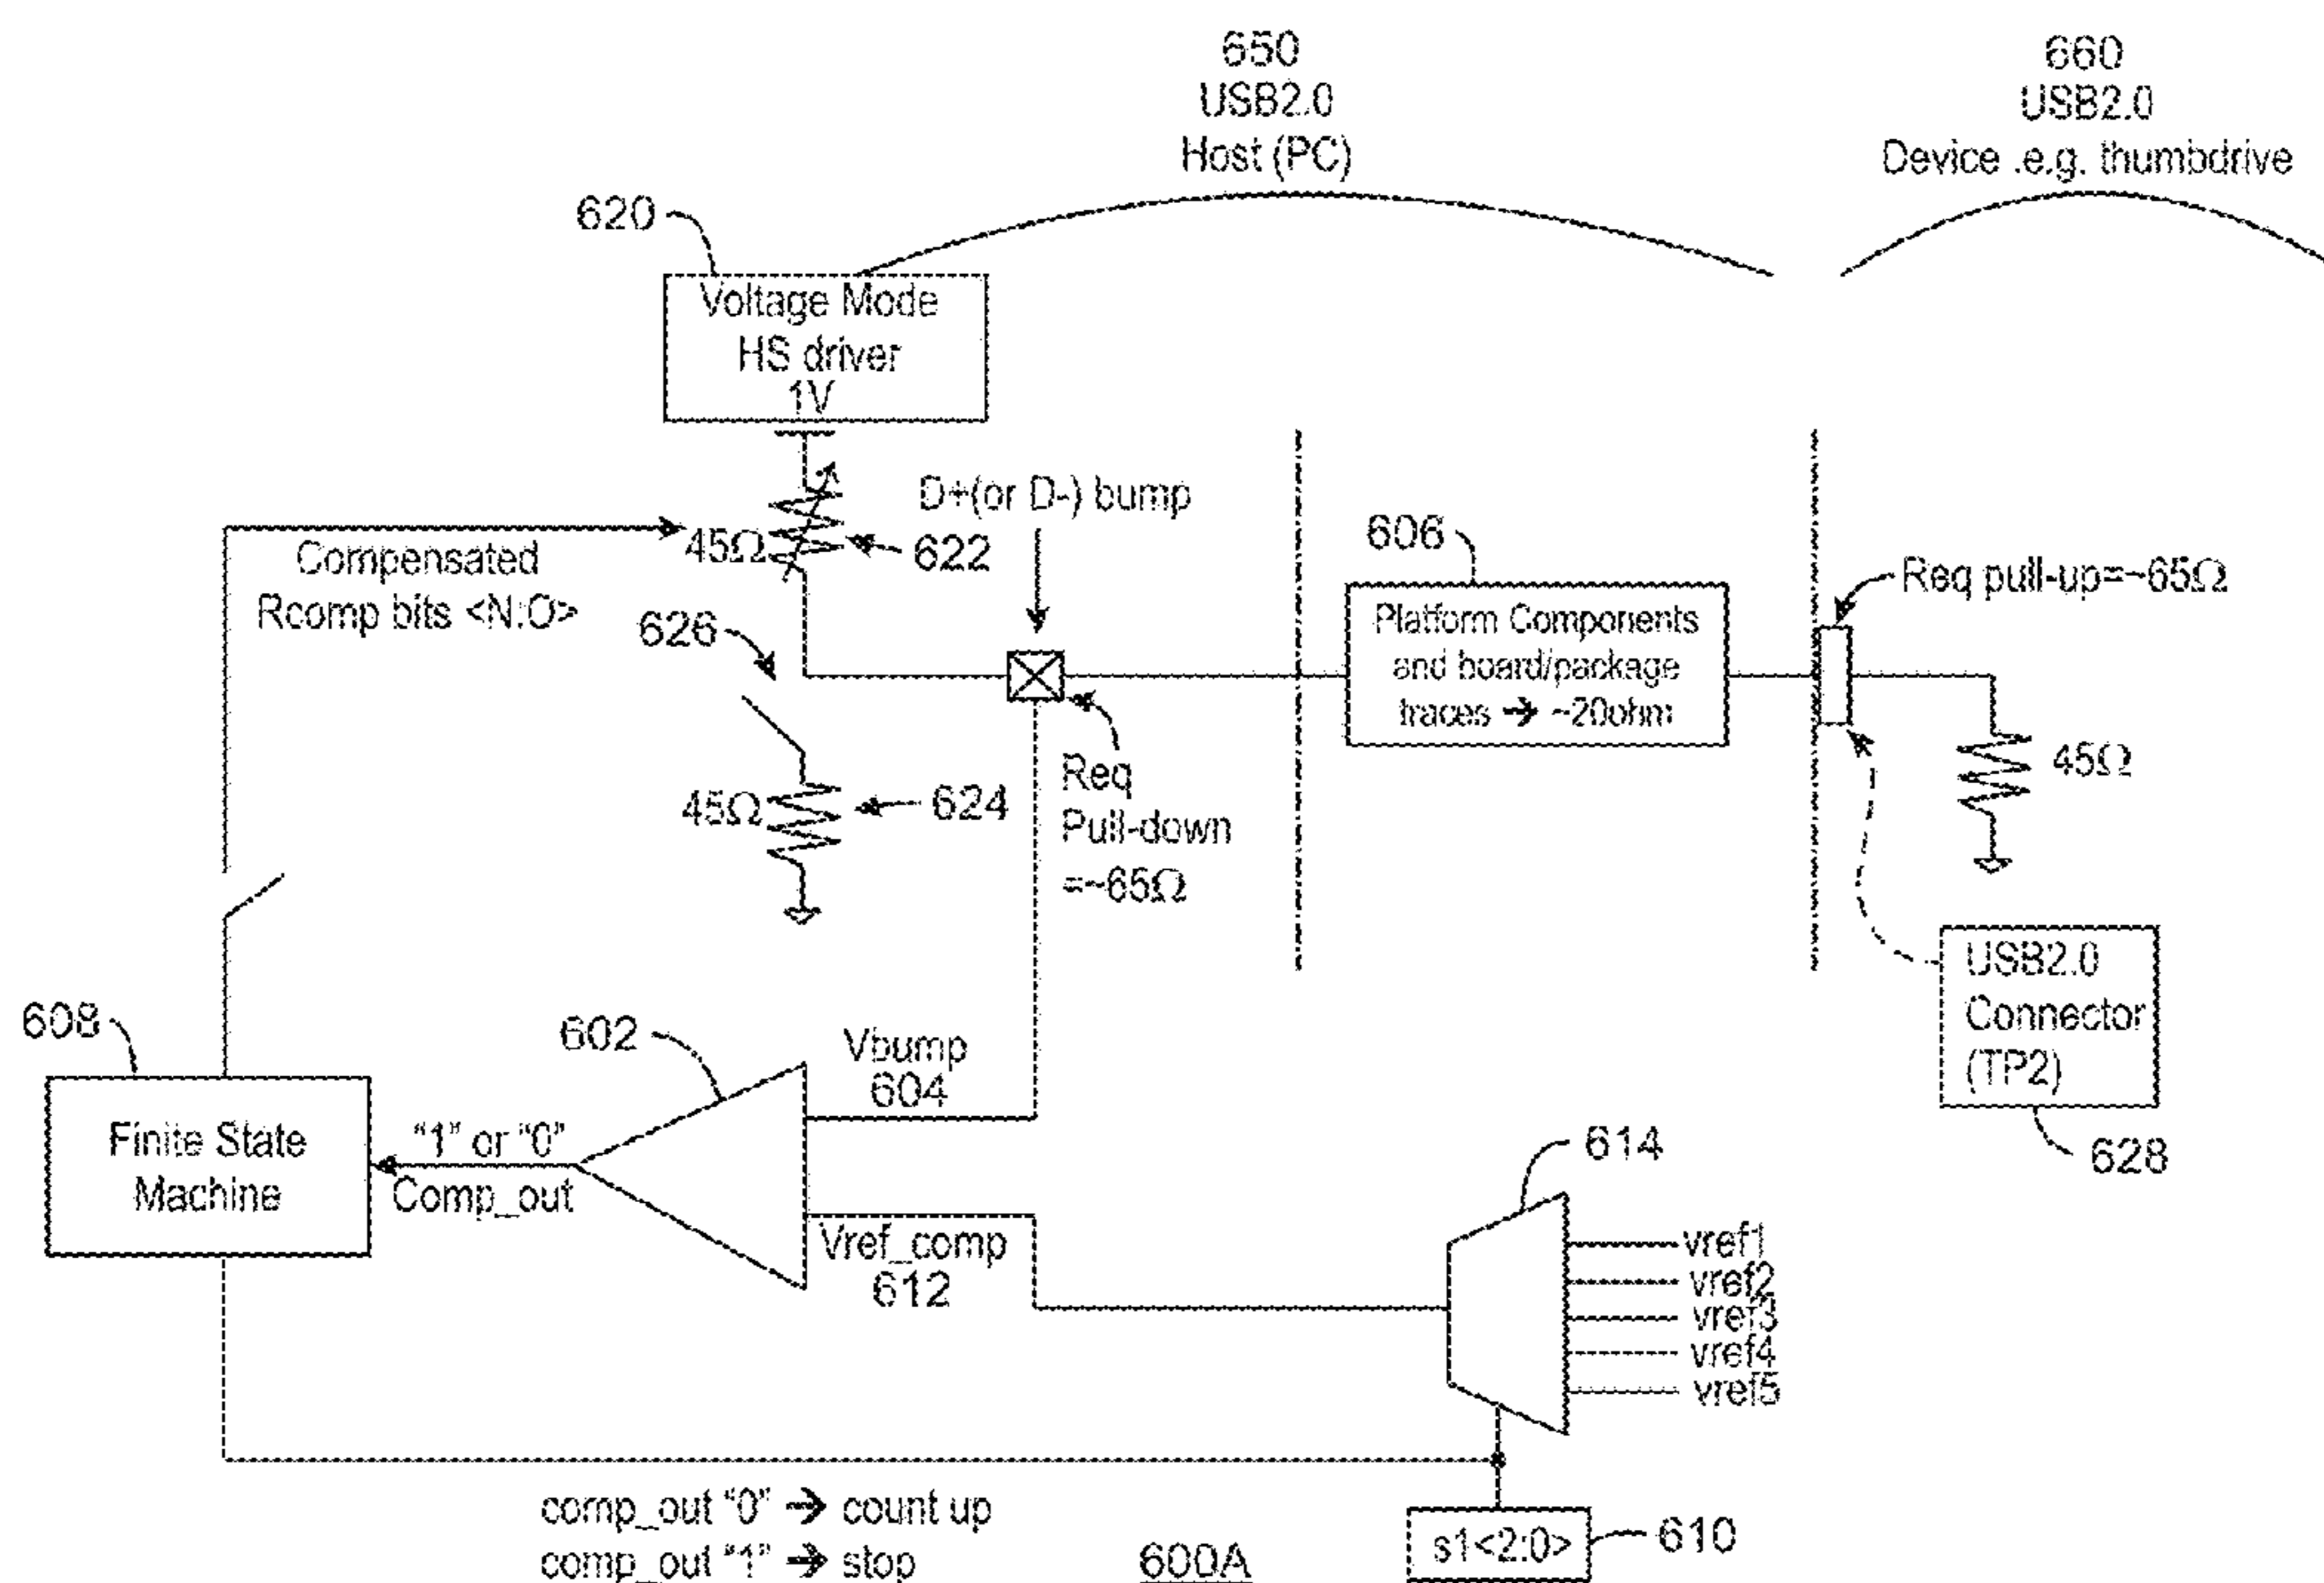 650
USB2.0
Host (PC)
660
USB2.0
Device .e.g. thumbdrive
620
Voltage Mode
HS driver
1V
D+(or D-) bump
45Ω
622
Compensated
Rcomp bits <N:O>
606
Platform Components
and board/package
traces → ~20ohm
Req pull-up=~65Ω
45Ω
626
45Ω
624
Req
Pull-down
=~65Ω
USB2.0
Connector
(TP2)
628
608
Finite State
Machine
"1" or "0"
Comp_out
602
Vbump
604
Vref_comp
612
614
vref1
vref2
vref3
vref4
vref5
comp_out "0" → count up
comp_out "1" → stop
600A
s1<2:0>
610